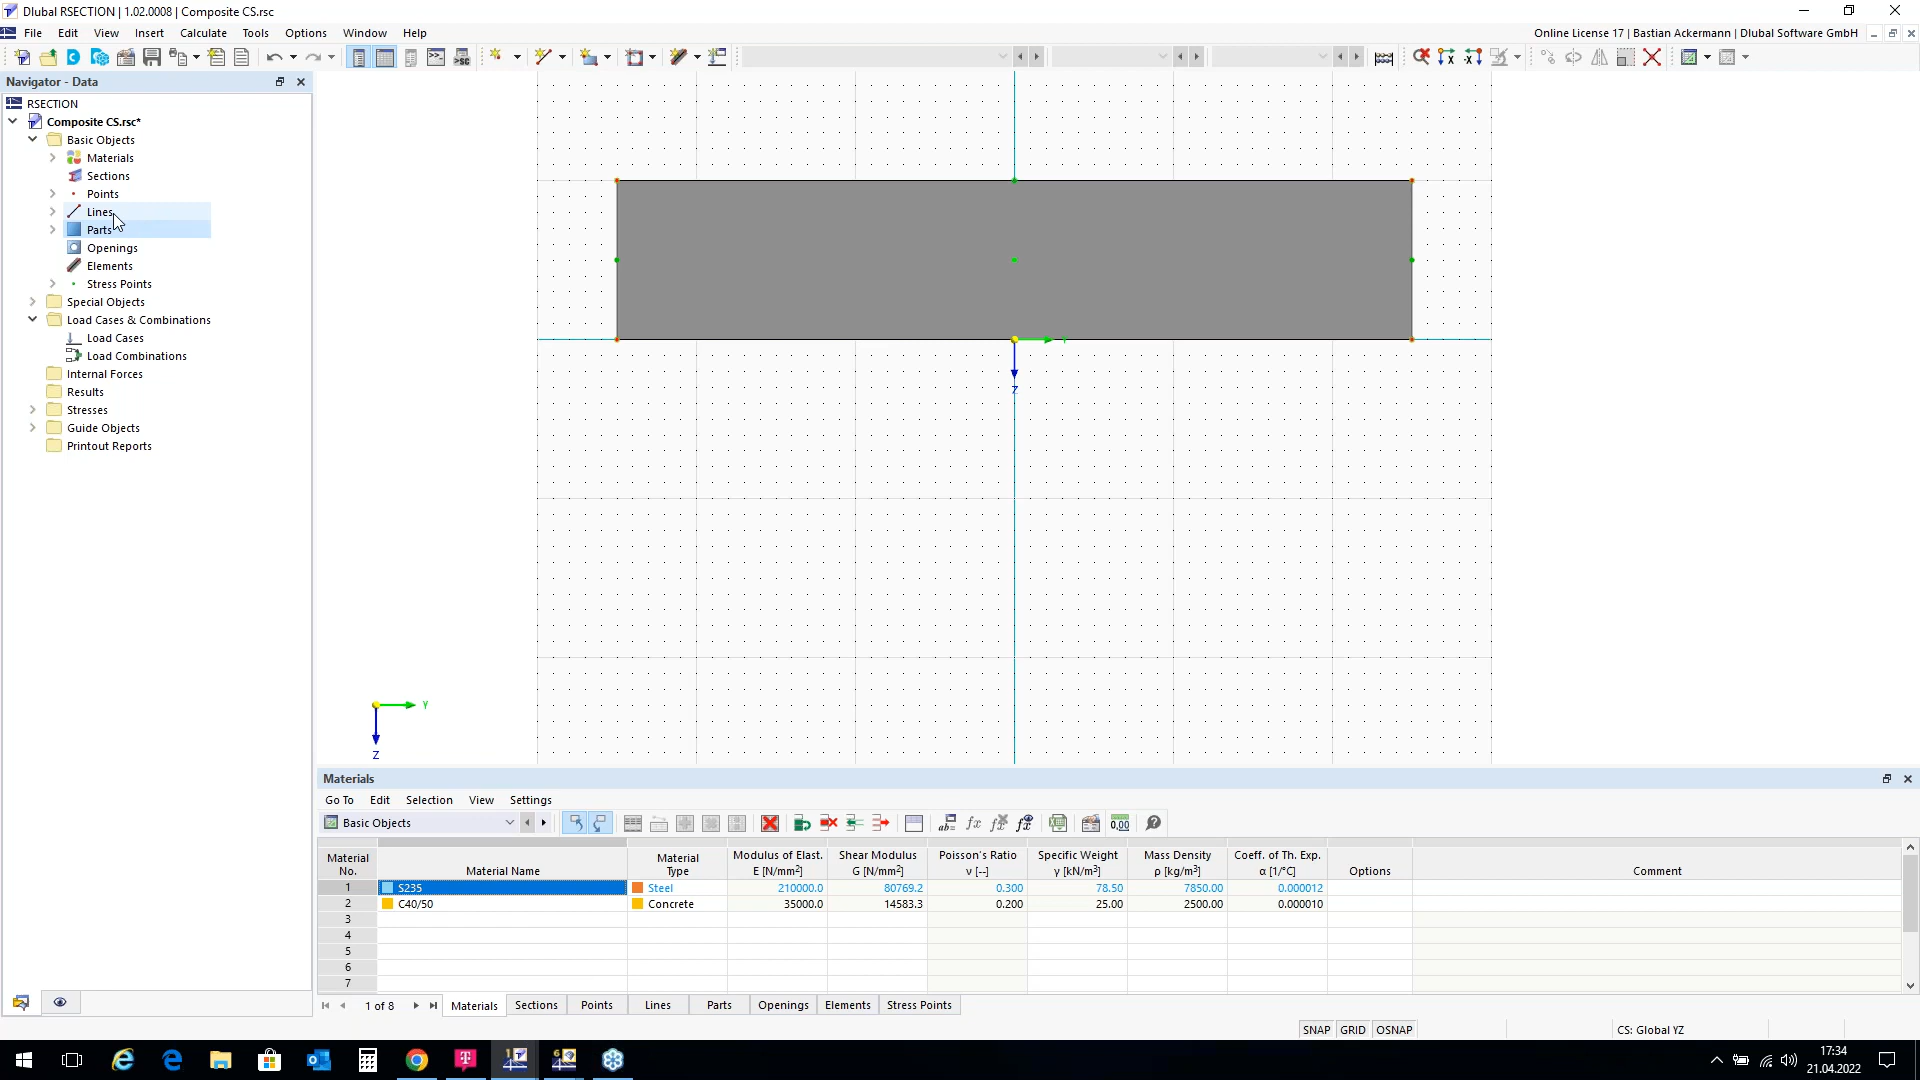 Dlubal RSECTION | 1.02.0008 | Composite CS.rsc
File Edit View Insert Calculate Tools Options Window Help
Online License 17 | Bastian Ackermann | Dlubal Software GmbH
Navigator - Data
RSECTION
Composite CS.rsc*
Basic Objects
Materials
Sections
Points
Lines
Parts
Openings
Elements
Stress Points
Special Objects
Load Cases & Combinations
Load Cases
Load Combinations
Internal Forces
Results
Stresses
Guide Objects
Printout Reports
Z
Y
Z
Materials
Go To Edit Selection View Settings
Basic Objects
Material No. Material Name Material Type Modulus of Elast. E [N/mm2] Shear Modulus G [N/mm2] Poisson's Ratio ν [--] Specific Weight γ [kN/m3] Mass Density ρ [kg/m3] Coeff. of Th. Exp. α [1/°C] Options Comment
1 S235 Steel 210000.0 80769.2 0.300 78.50 7850.00 0.000012
2 C40/50 Concrete 35000.0 14583.3 0.200 25.00 2500.00 0.000010
3
4
5
6
7
1 of 8 Materials Sections Points Lines Parts Openings Elements Stress Points
SNAP GRID OSNAP CS: Global YZ
17:34
21.04.2022